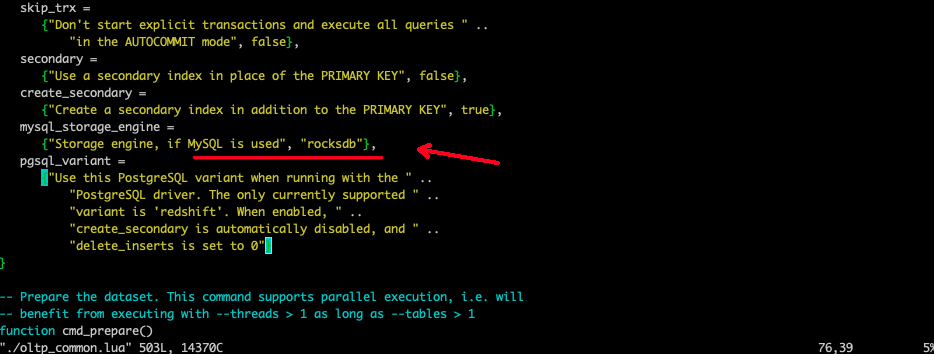 skip_trx =
{"Don't start explicit transactions and execute all queries " ..
"in the AUTOCOMMIT mode", false},
secondary =
{"Use a secondary index in place of the PRIMARY KEY", false},
create_secondary =
{"Create a secondary index in addition to the PRIMARY KEY", true},
mysql_storage_engine =
{"Storage engine, if MySQL is used", "rocksdb"},
pgsql_variant =
{"Use this PostgreSQL variant when running with the " ..
"PostgreSQL driver. The only currently supported " ..
"variant is 'redshift'. When enabled, " ..
"create_secondary is automatically disabled, and " ..
"delete_inserts is set to 0"}
}
-- Prepare the dataset. This command supports parallel execution, i.e. will
-- benefit from executing with --threads > 1 as long as --tables > 1
function cmd_prepare()
"./oltp_common.lua" 503L, 14370C 76,39 5%